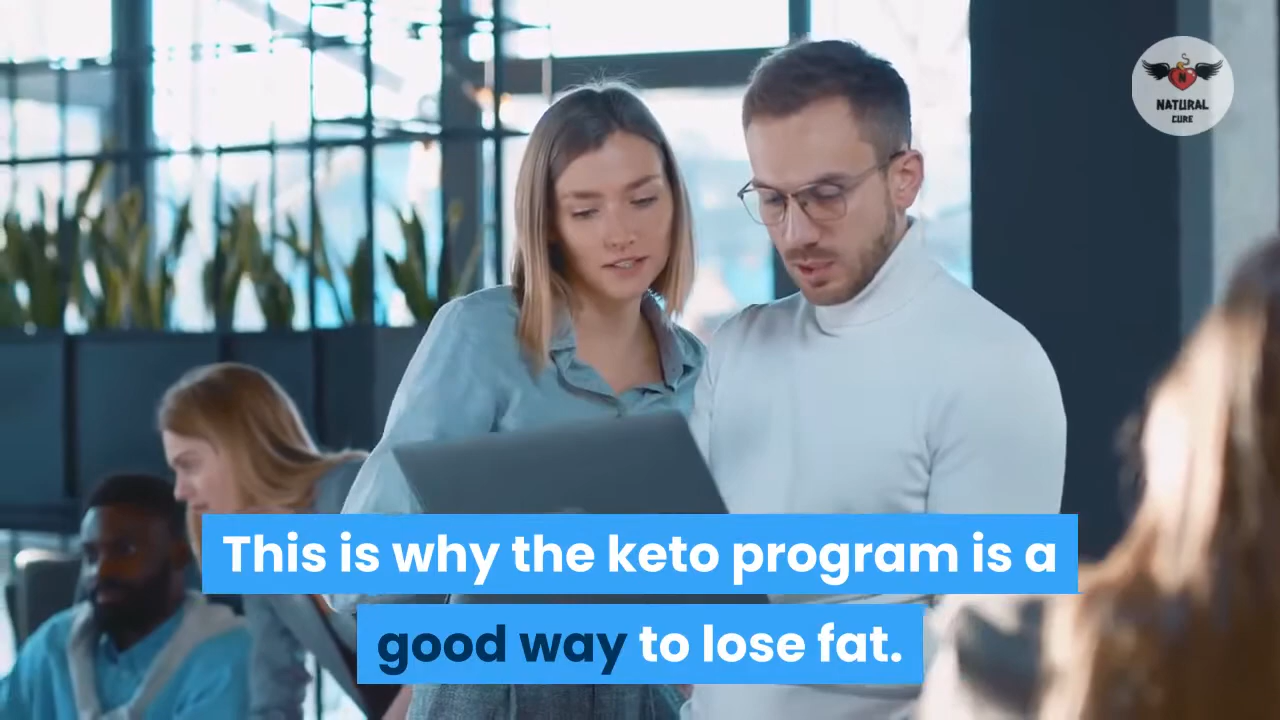 N
NATURAL
CURE
This is why the keto program is a
good way to lose fat.